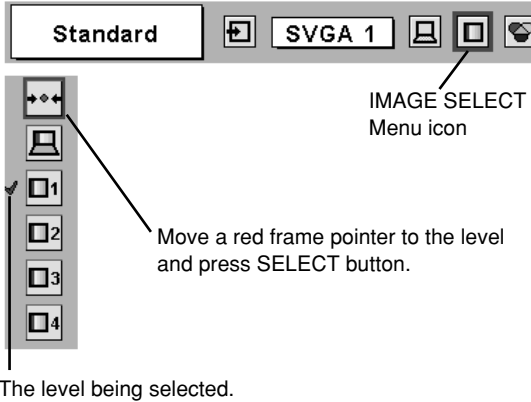 Standard
SVGA 1
IMAGE SELECT
Menu icon
1
2
3
4
Move a red frame pointer to the level
and press SELECT button.
The level being selected.